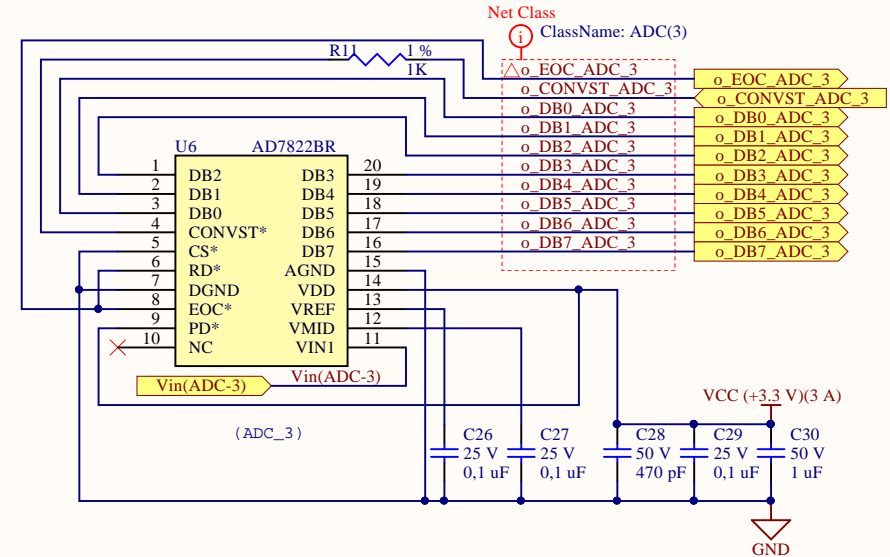 Net Class
ClassName: ADC(3)
R11
1 %
1K
o_EOC_ADC_3
o_CONVST_ADC_3
o_DB0_ADC_3
o_DB1_ADC_3
o_DB2_ADC_3
o_DB3_ADC_3
o_DB4_ADC_3
o_DB5_ADC_3
o_DB6_ADC_3
o_DB7_ADC_3
o_EOC_ADC_3
o_CONVST_ADC_3
o_DB0_ADC_3
o_DB1_ADC_3
o_DB2_ADC_3
o_DB3_ADC_3
o_DB4_ADC_3
o_DB5_ADC_3
o_DB6_ADC_3
o_DB7_ADC_3
U6 AD7822BR
1 DB2 DB3 20
2 DB1 DB4 19
3 DB0 DB5 18
4 CONVST* DB6 17
5 CS* DB7 16
6 RD* AGND 15
7 DGND VDD 14
8 EOC* VREF 13
9 PD* VMID 12
10 NC VIN1 11
Vin(ADC-3)
Vin(ADC-3)
(ADC_3)
VCC (+3.3 V)(3 A)
C26
25 V
0,1 uF
C27
25 V
0,1 uF
C28
50 V
470 pF
C29
25 V
0,1 uF
C30
50 V
1 uF
GND